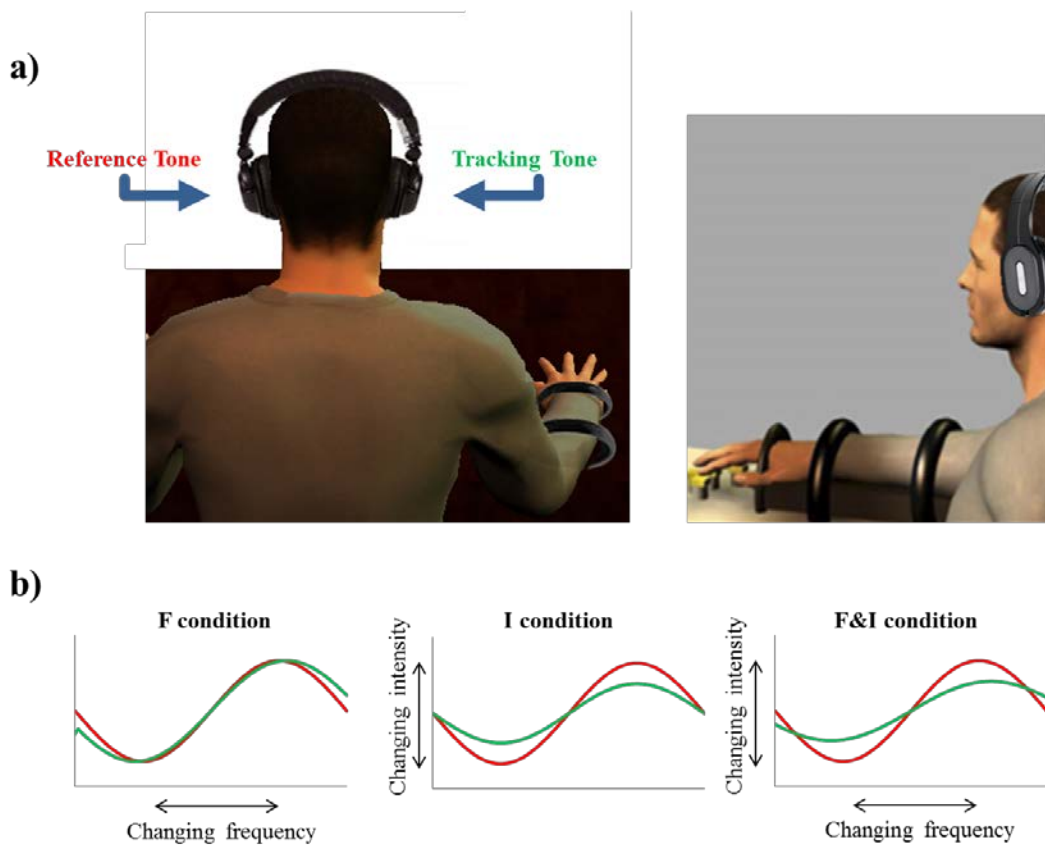 a)
Reference Tone
Tracking Tone
b)
F condition
I condition
F&I condition
Changing intensity
Changing intensity
Changing frequency
Changing frequency